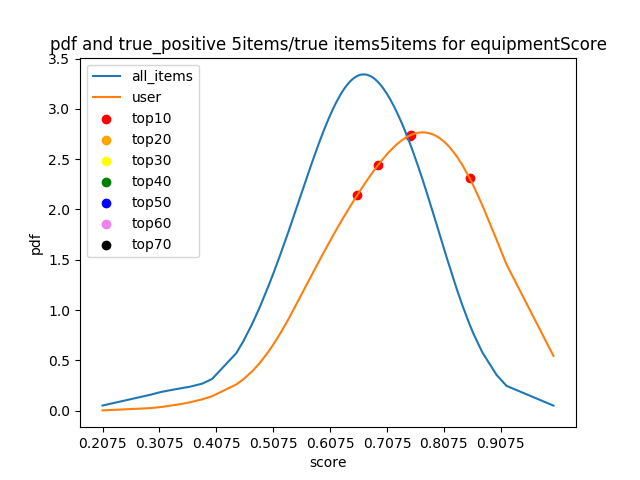 pdf and true_positive 5items/true items5items for equipmentScore
all_items
user
top10
top20
top30
top40
top50
top60
top70
pdf
3.5
3.0
2.5
2.0
1.5
1.0
0.5
0.0
0.2075 0.3075 0.4075 0.5075 0.6075 0.7075 0.8075 0.9075
score